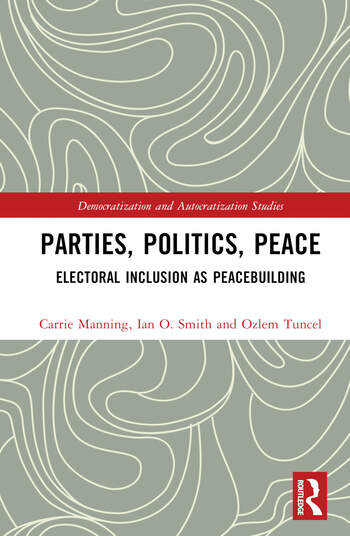 Democratization and Autocratization Studies
PARTIES, POLITICS, PEACE
ELECTORAL INCLUSION AS PEACEBUILDING
Carrie Manning, Ian O. Smith and Ozlem Tuncel
ROUTLEDGE